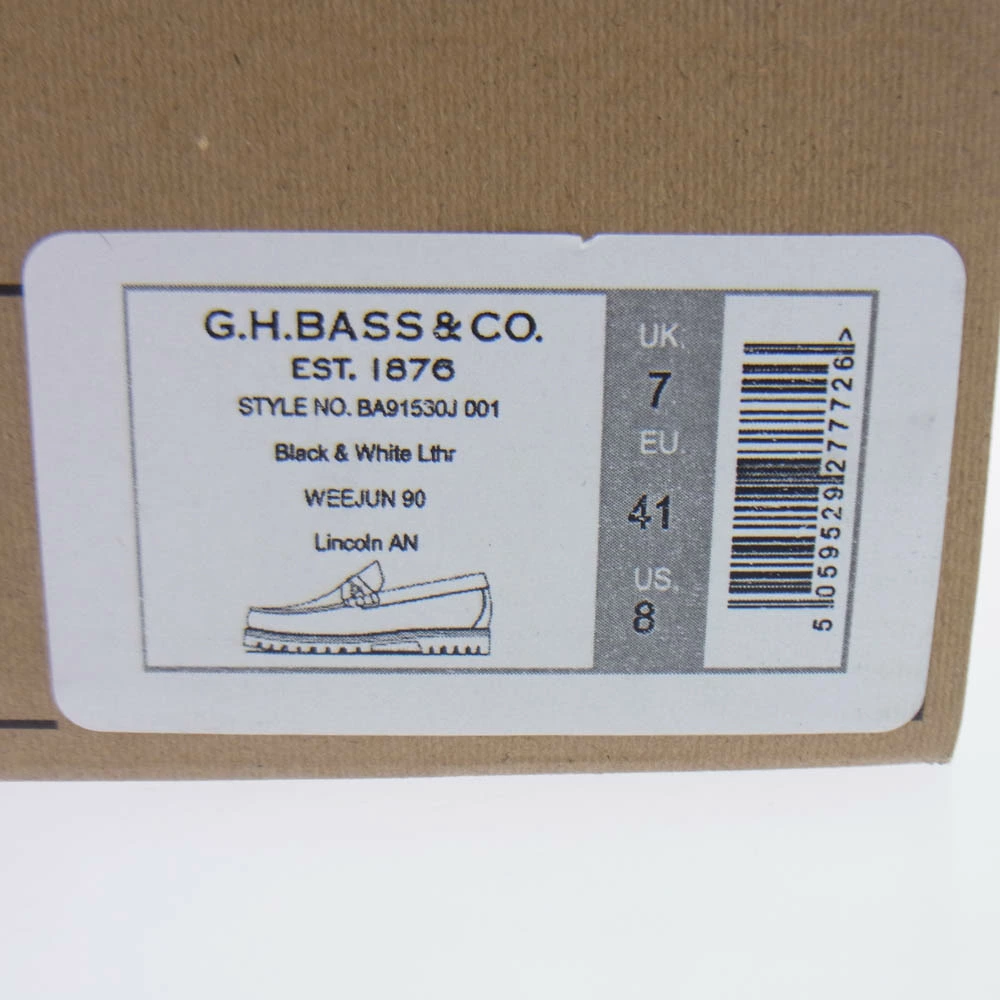 G.H.BASS & CO.
EST. 1876
STYLE NO. BA91530J 001
Black & White Lthr
WEEJUN 90
Lincoln AN
UK.
7
EU.
41
US.
8
5 059529 277726 >